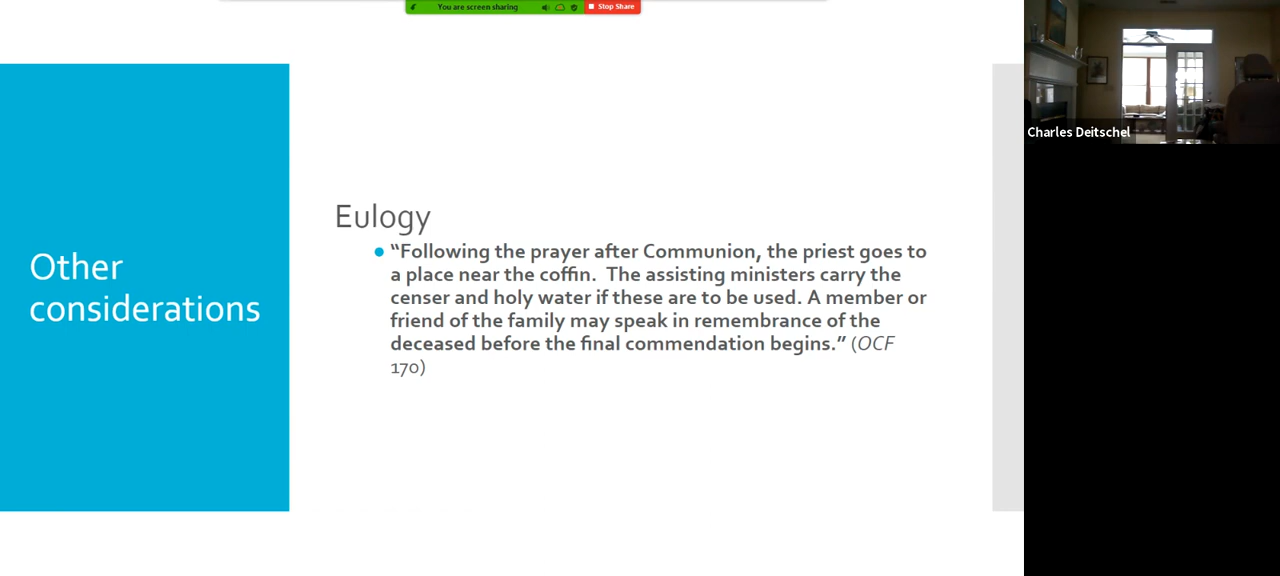 You are screen sharing
Stop Share
Charles Deitschel
Other
considerations
Eulogy
“Following the prayer after Communion, the priest goes to
a place near the coffin. The assisting ministers carry the
censer and holy water if these are to be used. A member or
friend of the family may speak in remembrance of the
deceased before the final commendation begins.” (OCF
170)